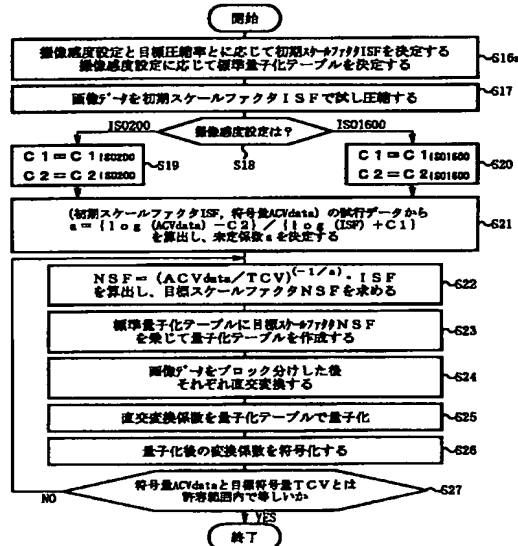 開始
撮像感度設定と目標圧縮率とに応じて初期スケールファクタISFを決定する
撮像感度設定に応じて標準量子化テーブルを決定する
S16a
画像データを初期スケールファクタISFで試し圧縮する
S17
ISO200
撮像感度設定は?
ISO1600
S18
C1=C1ISO200
C2=C2ISO200
S19
C1=C1ISO1600
C2=C2ISO1600
S20
(初期スケールファクタISF, 符号量ACVdata) の試行データから
a={log (ACVdata) -C2} / {log (ISF) +C1}
を算出し、未定係数aを決定する
S21
NSF= (ACVdata/TCV)(-1/a)・ISF
を算出し、目標スケールファクタNSFを求める
S22
標準量子化テーブルに目標スケールファクタNSF
を乗じて量子化テーブルを作成する
S23
画像データをブロック分けした後
それぞれ直交変換する
S24
直交変換係数を量子化テーブルで量子化
S25
量子化後の変換係数を符号化する
S26
符号量ACVdataと目標符号量TCVとは
許容範囲内で等しいか
S27
NO
YES
終了